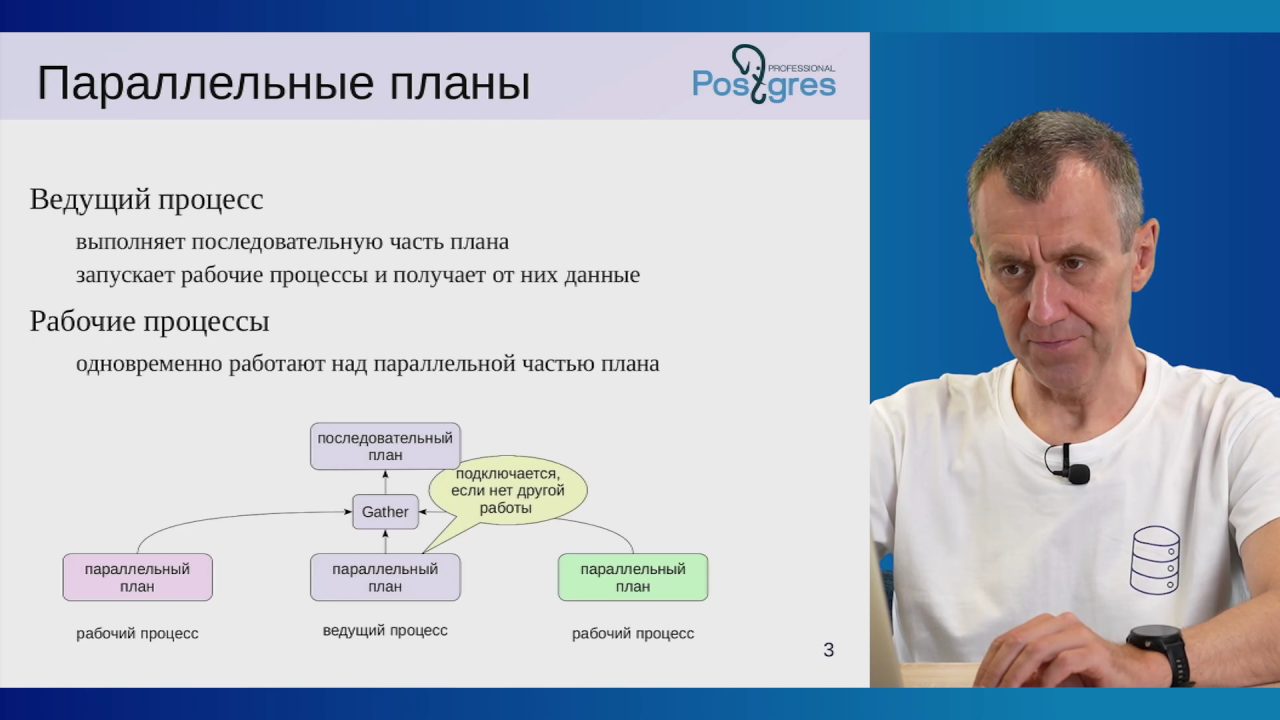 Параллельные планы
PROFESSIONAL
Postgres
Ведущий процесс
выполняет последовательную часть плана
запускает рабочие процессы и получает от них данные
Рабочие процессы
одновременно работают над параллельной частью плана
последовательный
план
подключается,
если нет другой
работы
Gather
параллельный
план
параллельный
план
параллельный
план
рабочий процесс
ведущий процесс
рабочий процесс
3